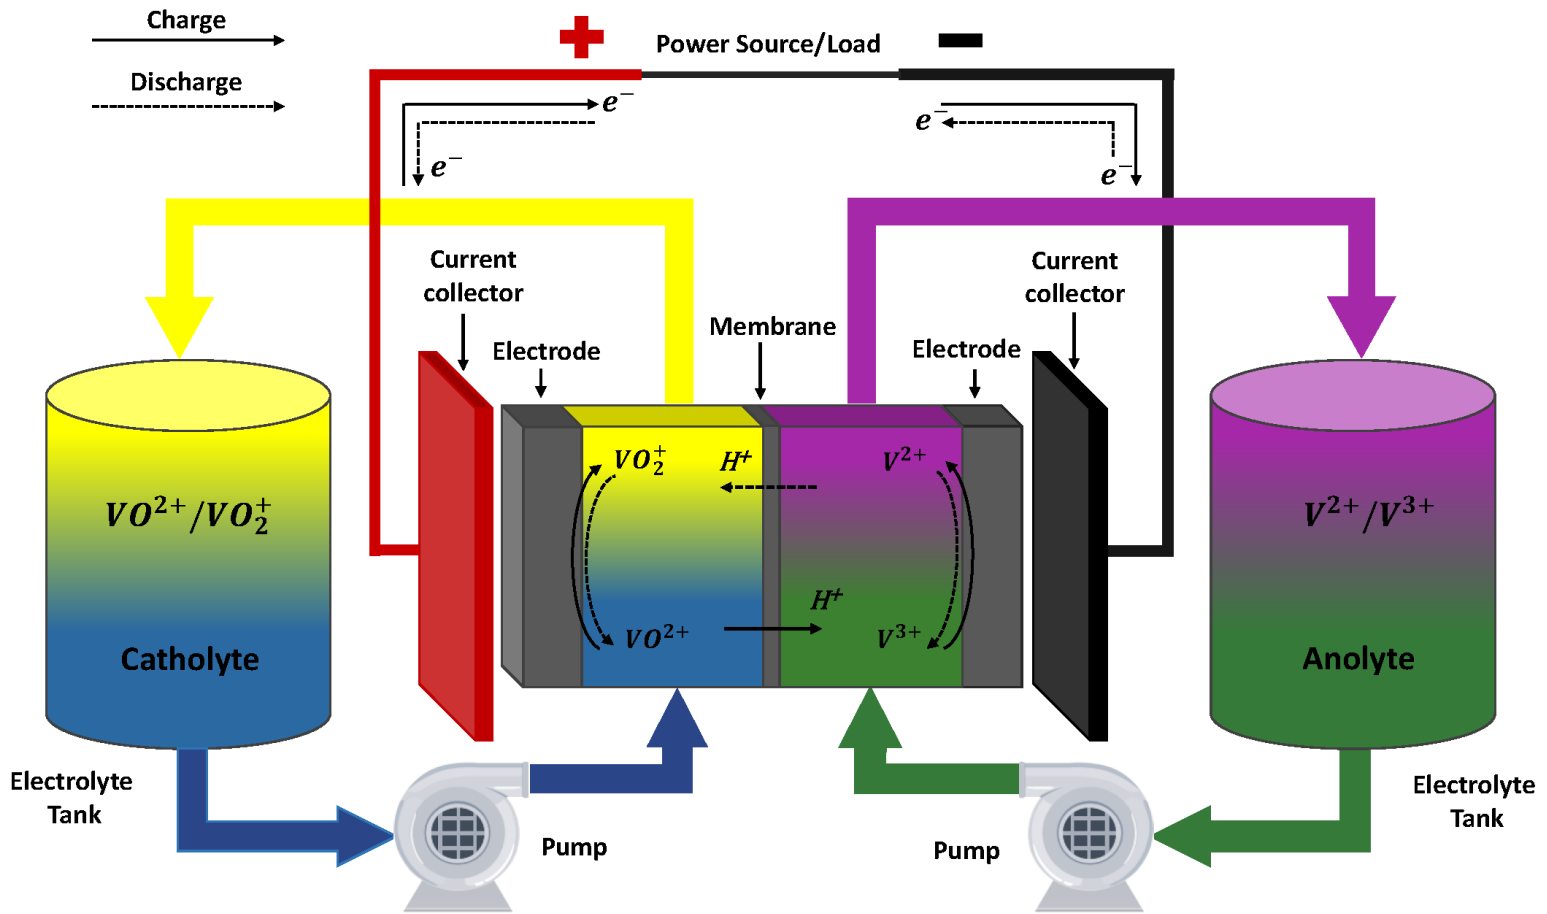 Charge
Discharge
Power Source/Load
e⁻
e⁻
e⁻
e⁻
Current
collector
Current
collector
Membrane
Electrode
Electrode
VO₂⁺
H⁺
V²⁺
VO²⁺/VO₂⁺
V²⁺/V³⁺
H⁺
VO²⁺
V³⁺
Catholyte
Anolyte
Electrolyte
Tank
Electrolyte
Tank
Pump
Pump